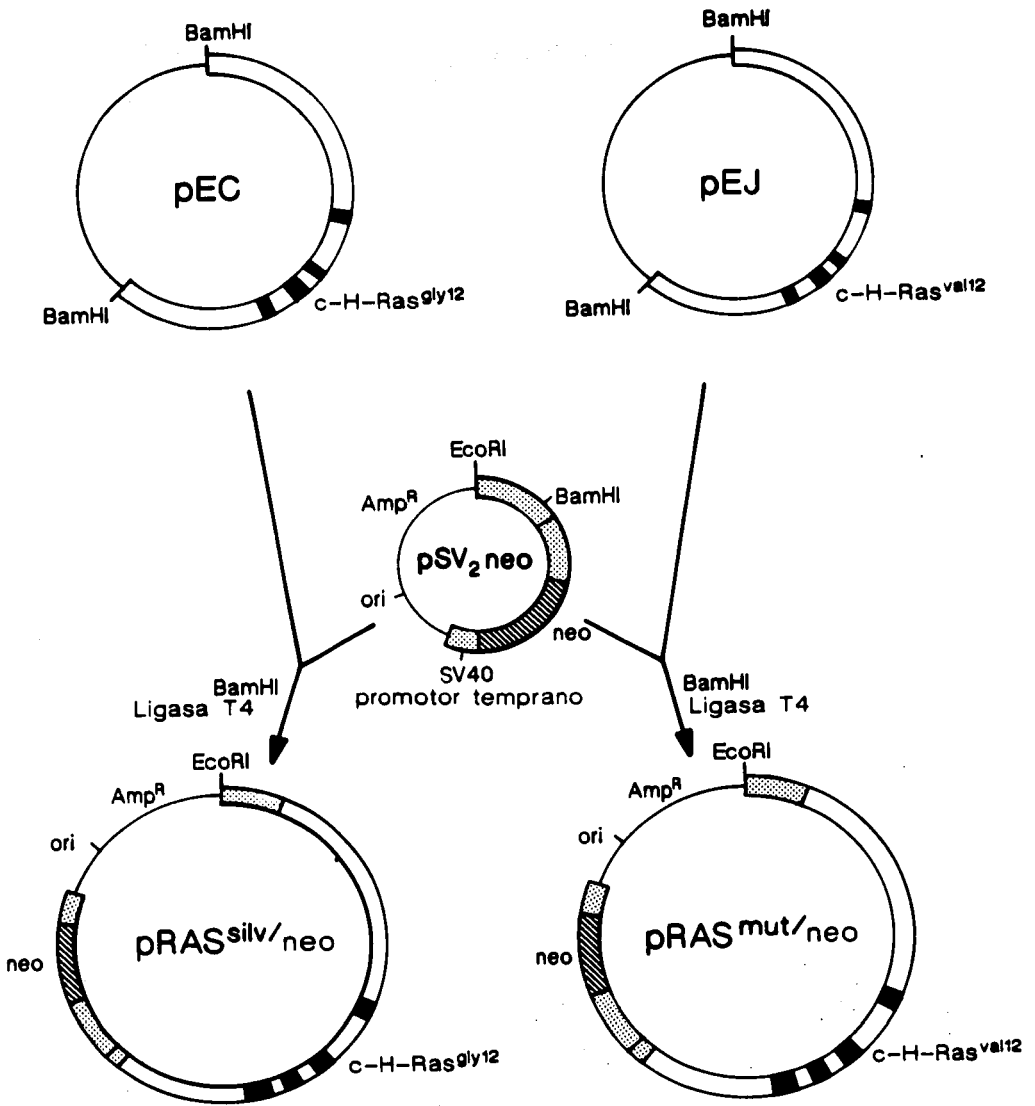 BamHI
pEC
BamHI
c-H-Ras^gly12
BamHI
pEJ
BamHI
c-H-Ras^val12
EcoRI
Amp^R
BamHI
pSV₂neo
ori
neo
SV40
promotor temprano
BamHI
Ligasa T4
BamHI
Ligasa T4
EcoRI
Amp^R
ori
pRAS^silv/neo
neo
c-H-Ras^gly12
EcoRI
Amp^R
ori
pRAS^mut/neo
neo
c-H-Ras^val12